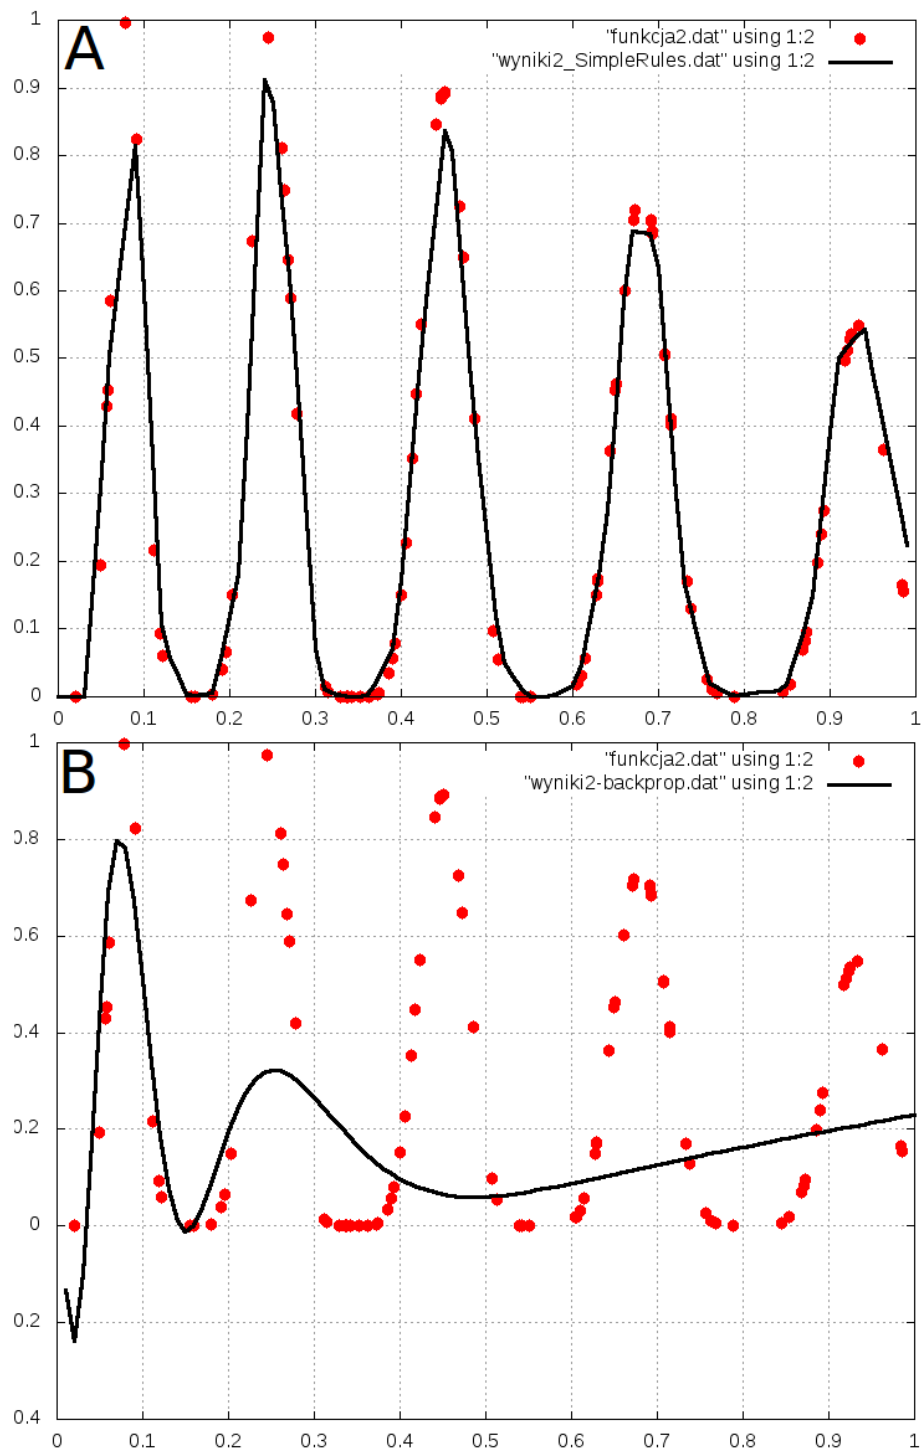 A
"funkcja2.dat" using 1:2
"wyniki2_SimpleRules.dat" using 1:2
1
0.9
0.8
0.7
0.6
0.5
0.4
0.3
0.2
0.1
0
0 0.1 0.2 0.3 0.4 0.5 0.6 0.7 0.8 0.9 1
B
"funkcja2.dat" using 1:2
"wyniki2-backprop.dat" using 1:2
1
0.8
0.6
0.4
0.2
0
0.2
0.4
0 0.1 0.2 0.3 0.4 0.5 0.6 0.7 0.8 0.9 1